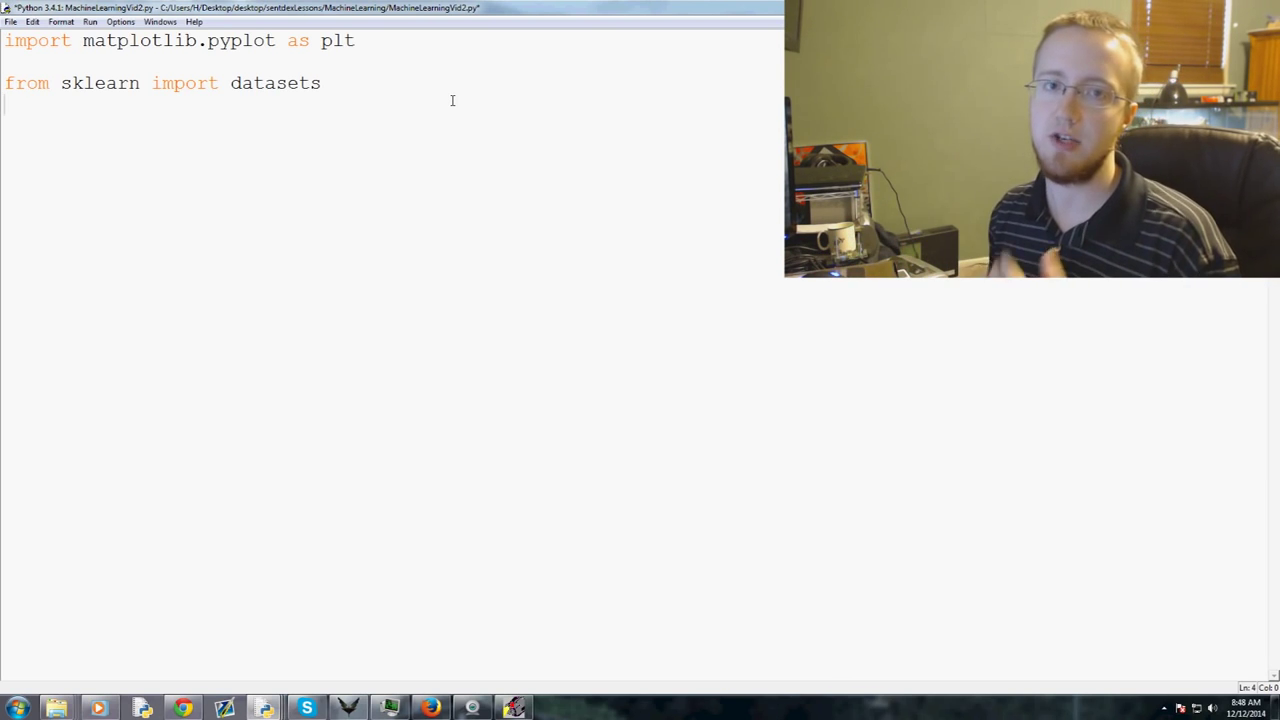 *Python 3.4.1: MachineLearningVid2.py - C:/Users/H/Desktop/desktop/sentdexLessons/MachineLearning/MachineLearningVid2.py*
File Edit Format Run Options Windows Help
import matplotlib.pyplot as plt
from sklearn import datasets
Ln: 4 Col: 0
8:48 AM
12/12/2014